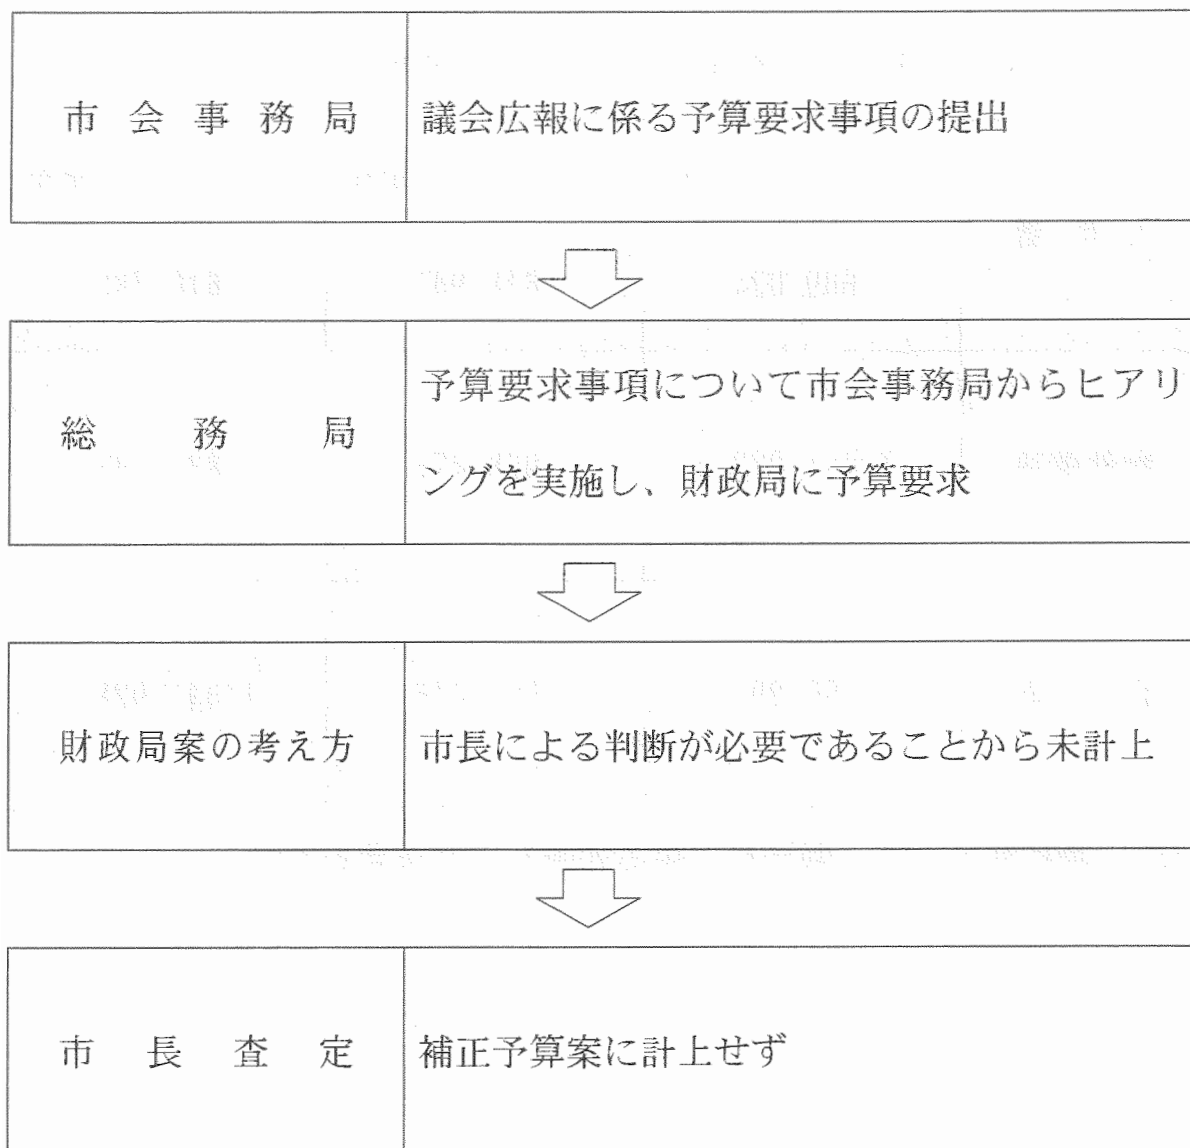 市会事務局
議会広報に係る予算要求事項の提出
総務局
予算要求事項について市会事務局からヒアリ
ングを実施し、財政局に予算要求
財政局案の考え方
市長による判断が必要であることから未計上
市長査定
補正予算案に計上せず